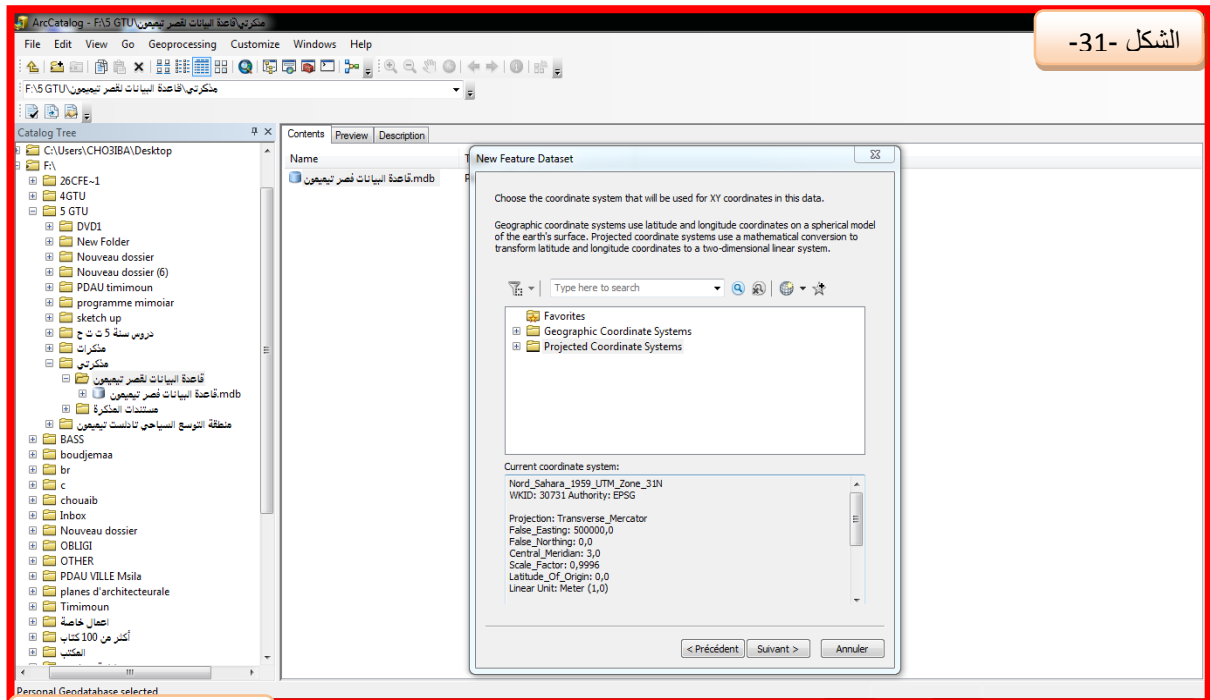 ArcCatalog - F:\5 GTU\مذكرتي\قاعدة البيانات لقصر تيميمون
الشكل -31-
File Edit View Go Geoprocessing Customize Windows Help
F:\5 GTU\مذكرتي\قاعدة البيانات لقصر تيميمون
Catalog Tree
C:\Users\CHO3IBA\Desktop
F:\
26CFE~1
4GTU
5 GTU
DVD1
New Folder
Nouveau dossier
Nouveau dossier (6)
PDAU timimoun
programme mimoiar
sketch up
دروس سنة 5 ت ت ح
مذكرات
مذكرتي
قاعدة البيانات لقصر تيميمون
قاعدة البيانات قصر تيميمون.mdb
مستندات المذكرة
منطقة التوسع السياحي تادلست تيميمون
BASS
boudjemaa
br
c
chouaib
Inbox
Nouveau dossier
OBLIGI
OTHER
PDAU VILLE Msila
planes d'architecteurale
Timimoun
اعمال خاصة
أكثر من 100 كتاب
المكتب
Contents Preview Description
Name
قاعدة البيانات قصر تيميمون.mdb
New Feature Dataset
Choose the coordinate system that will be used for XY coordinates in this data.
Geographic coordinate systems use latitude and longitude coordinates on a spherical model
of the earth's surface. Projected coordinate systems use a mathematical conversion to
transform latitude and longitude coordinates to a two-dimensional linear system.
Type here to search
Favorites
Geographic Coordinate Systems
Projected Coordinate Systems
Current coordinate system:
Nord_Sahara_1959_UTM_Zone_31N
WKID: 30731 Authority: EPSG
Projection: Transverse_Mercator
False_Easting: 500000,0
False_Northing: 0,0
Central_Meridian: 3,0
Scale_Factor: 0,9996
Latitude_Of_Origin: 0,0
Linear Unit: Meter (1,0)
< Précédent Suivant > Annuler
Personal Geodatabase selected